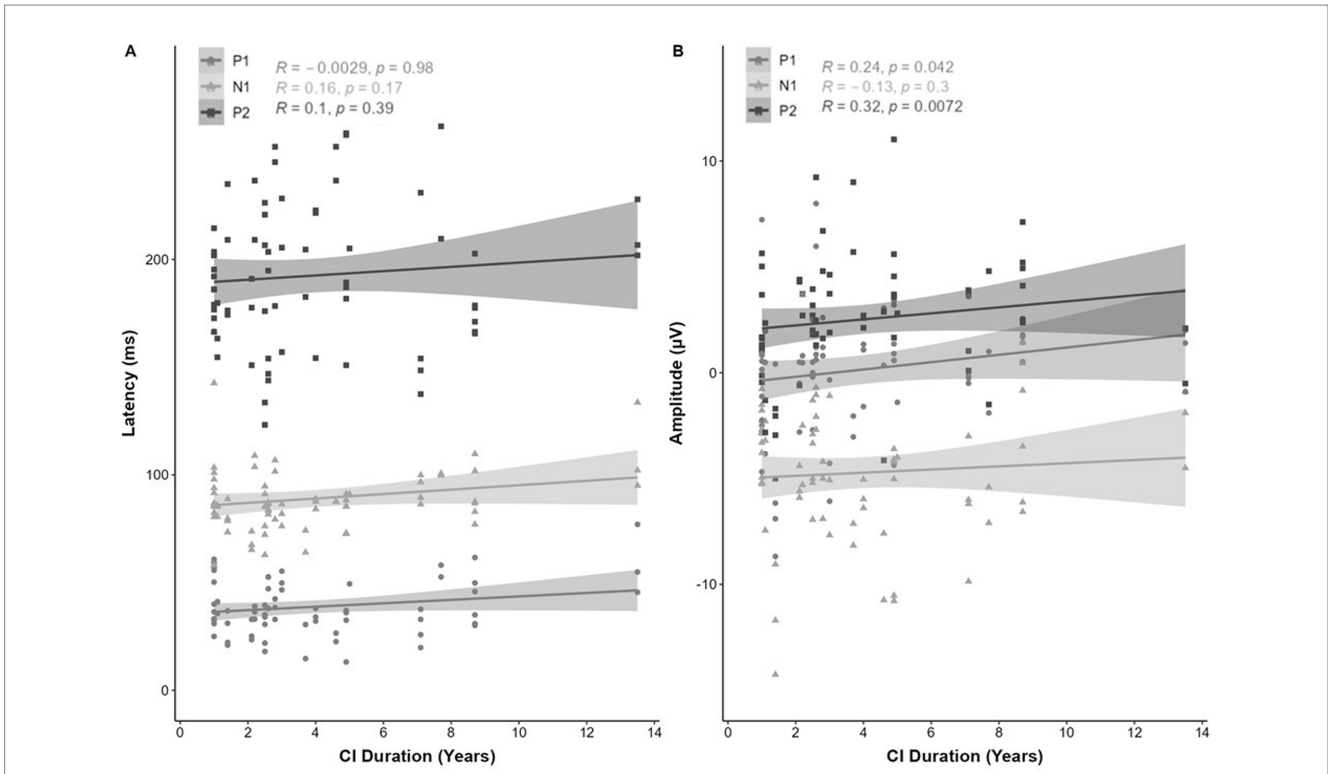 A
P1
R = − 0.0029, p = 0.98
N1
R = 0.16, p = 0.17
P2
R = 0.1, p = 0.39
Latency (ms)
200
100
0
0 2 4 6 8 10 12 14
CI Duration (Years)
B
P1
R = 0.24, p = 0.042
N1
R = − 0.13, p = 0.3
P2
R = 0.32, p = 0.0072
Amplitude (µV)
10
0
-10
0 2 4 6 8 10 12 14
CI Duration (Years)